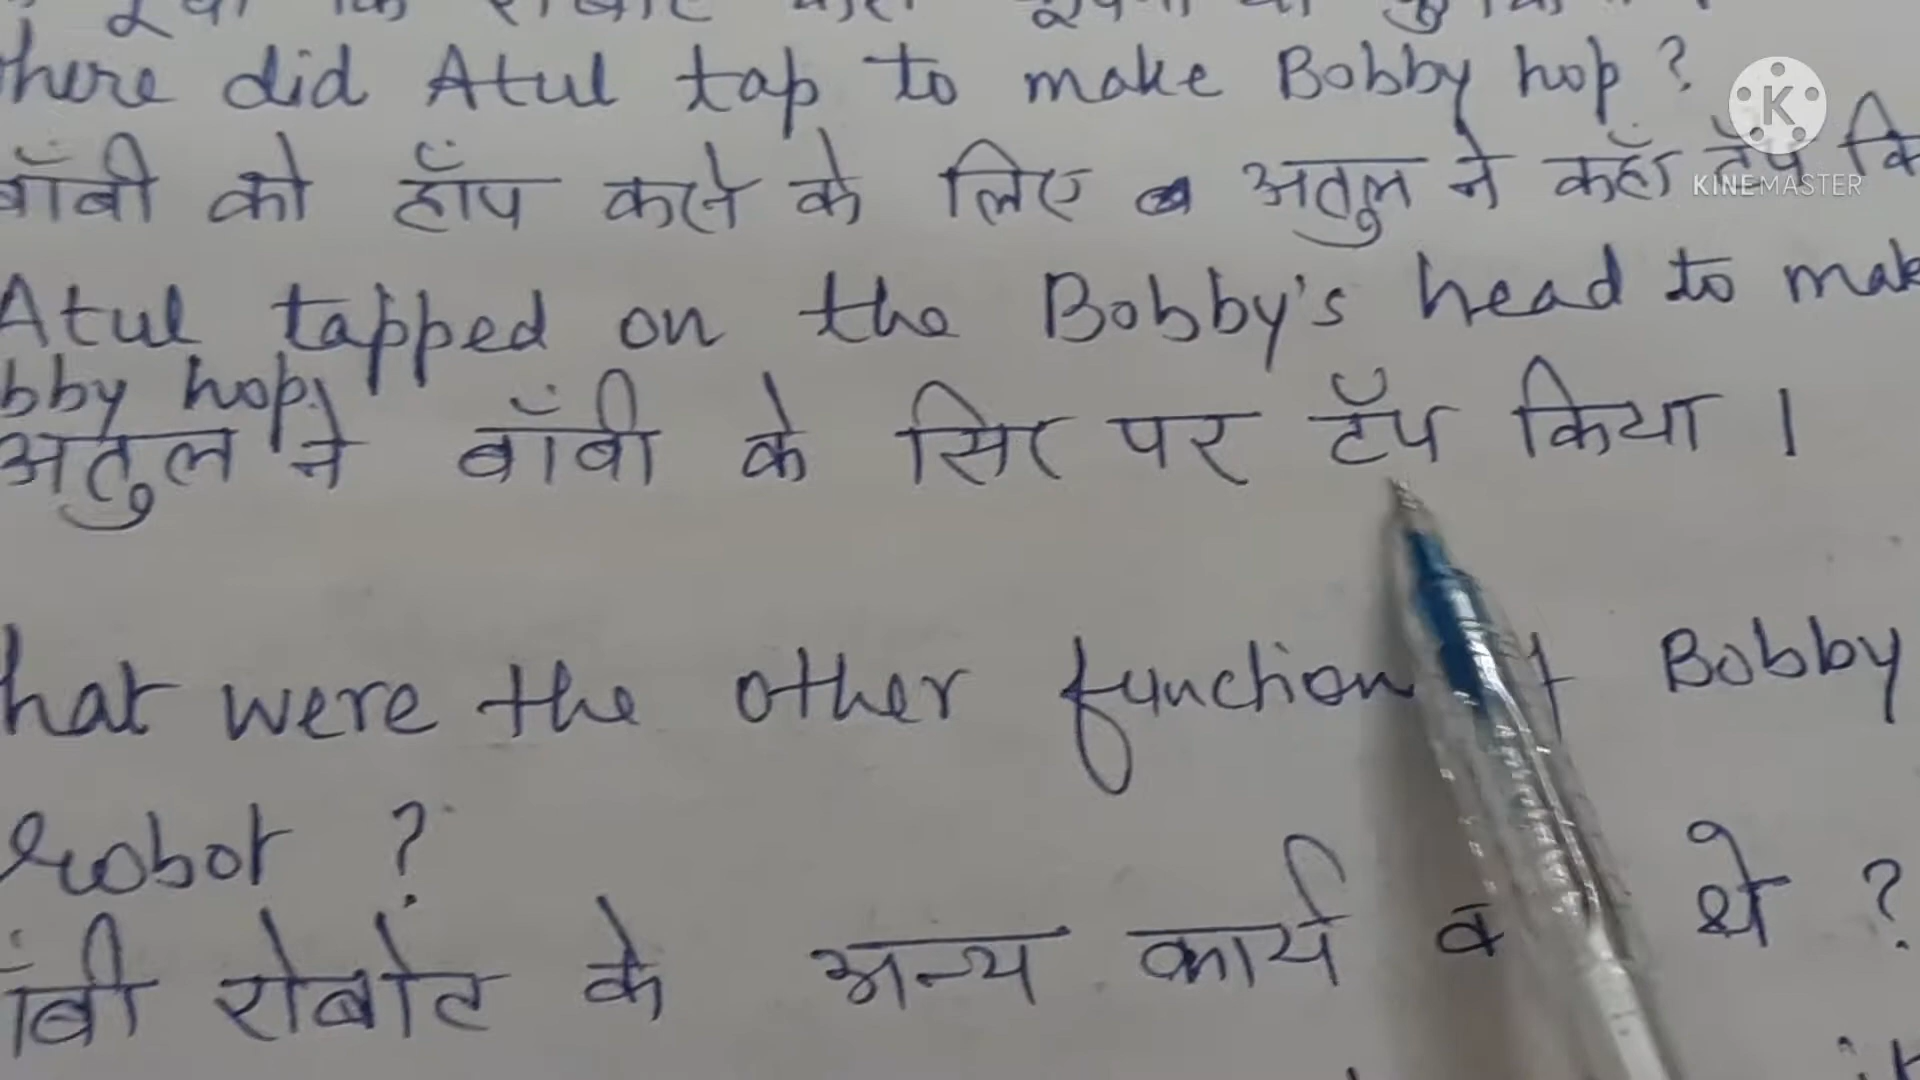 here did Atul tap to make Bobby hop?
बॉबी को हॉप करने के लिए अतुल ने कहाँ टॅप कि
KINEMASTER
Atul tapped on the Bobby's head to mak
bby hop.
अतुल ने बॉबी के सिर पर टॅप किया।
hat were the other function Bobby
robot?
ॉबी रोबोट के अन्य कार्य थे?